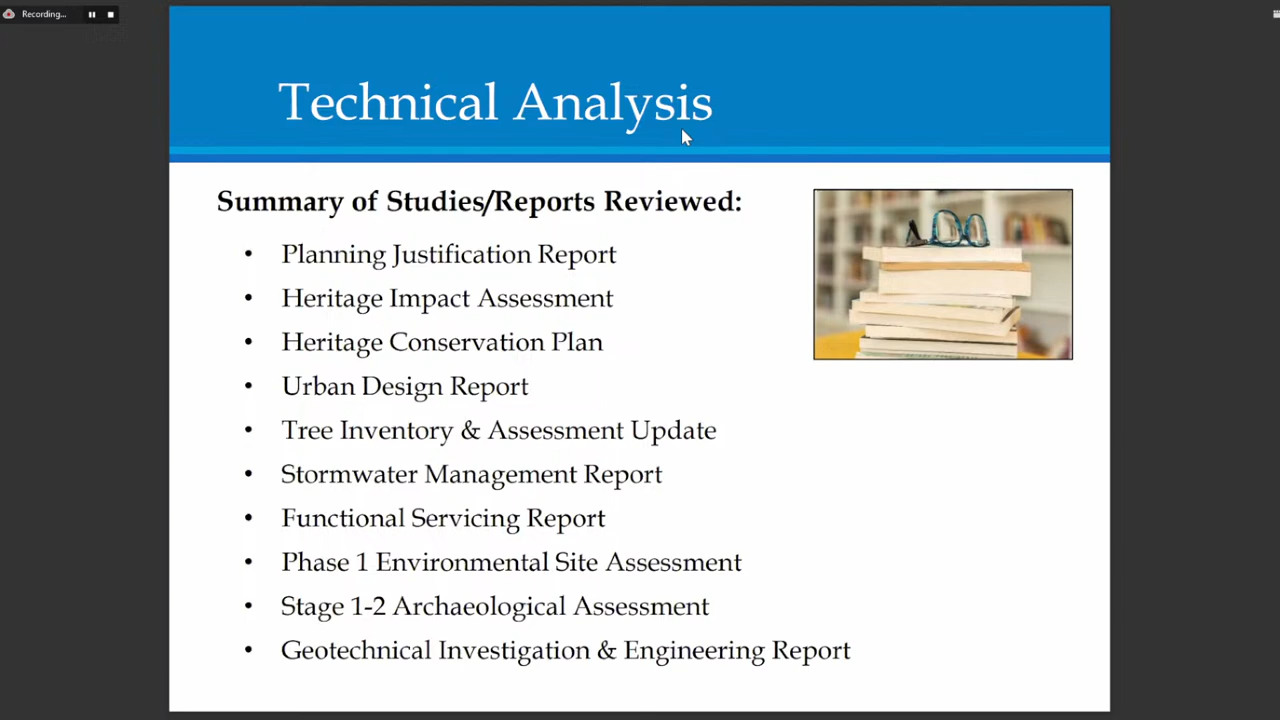 Recording...
Technical Analysis
Summary of Studies/Reports Reviewed:
• Planning Justification Report
• Heritage Impact Assessment
• Heritage Conservation Plan
• Urban Design Report
• Tree Inventory & Assessment Update
• Stormwater Management Report
• Functional Servicing Report
• Phase 1 Environmental Site Assessment
• Stage 1-2 Archaeological Assessment
• Geotechnical Investigation & Engineering Report